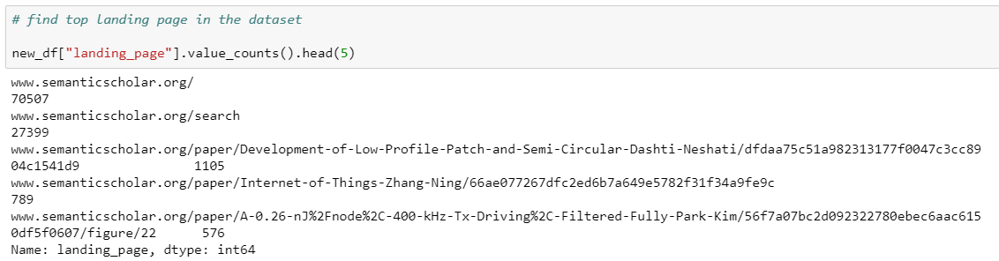 # find top landing page in the dataset
new_df["landing_page"].value_counts().head(5)
www.semanticscholar.org/
70507
www.semanticscholar.org/search
27399
www.semanticscholar.org/paper/Development-of-Low-Profile-Patch-and-Semi-Circular-Dashti-Neshati/dfdaa75c51a982313177f0047c3cc89
04c1541d9 1105
www.semanticscholar.org/paper/Internet-of-Things-Zhang-Ning/66ae077267dfc2ed6b7a649e5782f31f34a9fe9c
789
www.semanticscholar.org/paper/A-0.26-nJ%2Fnode%2C-400-kHz-Tx-Driving%2C-Filtered-Fully-Park-Kim/56f7a07bc2d092322780ebec6aac615
0df5f0607/figure/22 576
Name: landing_page, dtype: int64